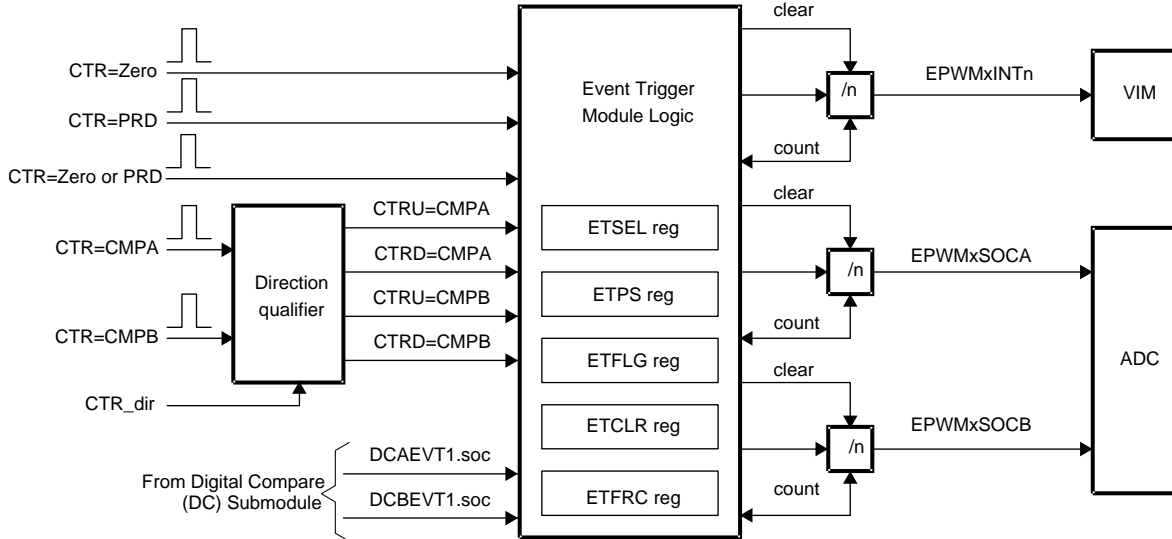 clear
CTR=Zero
/n
EPWMxINTn
VIM
Event Trigger
Module Logic
CTR=PRD
count
CTR=Zero or PRD
clear
CTRU=CMPA
ETSEL reg
CTR=CMPA
CTRD=CMPA
/n
EPWMxSOCA
Direction
qualifier
ETPS reg
CTRU=CMPB
count
CTR=CMPB
CTRD=CMPB
ETFLG reg
ADC
clear
CTR_dir
ETCLR reg
/n
EPWMxSOCB
DCAEVT1.soc
From Digital Compare
(DC) Submodule
DCBEVT1.soc
ETFRC reg
count